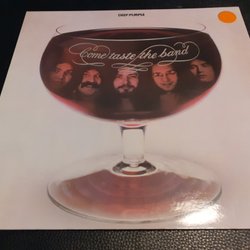 DEEP PURPLE
Come taste the band